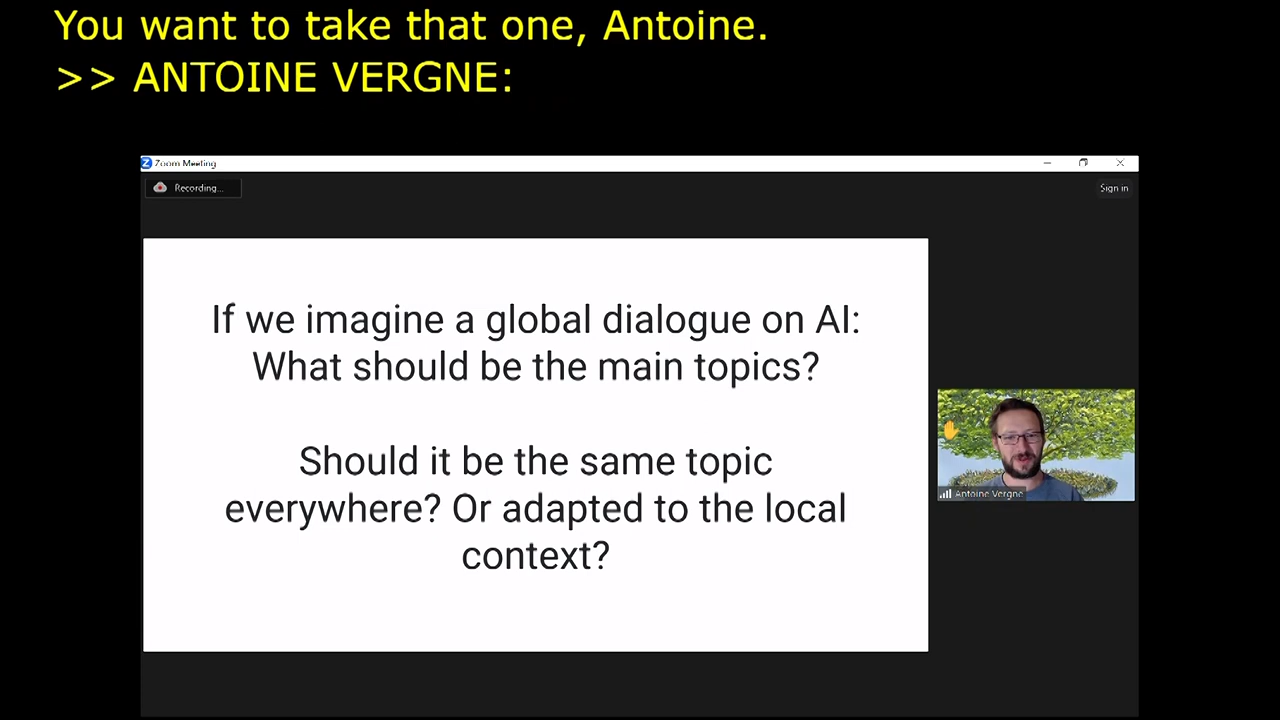 You want to take that one, Antoine.
>> ANTOINE VERGNE:
Zoom Meeting
Recording...
Sign in
If we imagine a global dialogue on AI:
What should be the main topics?
Should it be the same topic
everywhere? Or adapted to the local
context?
Antoine Vergne